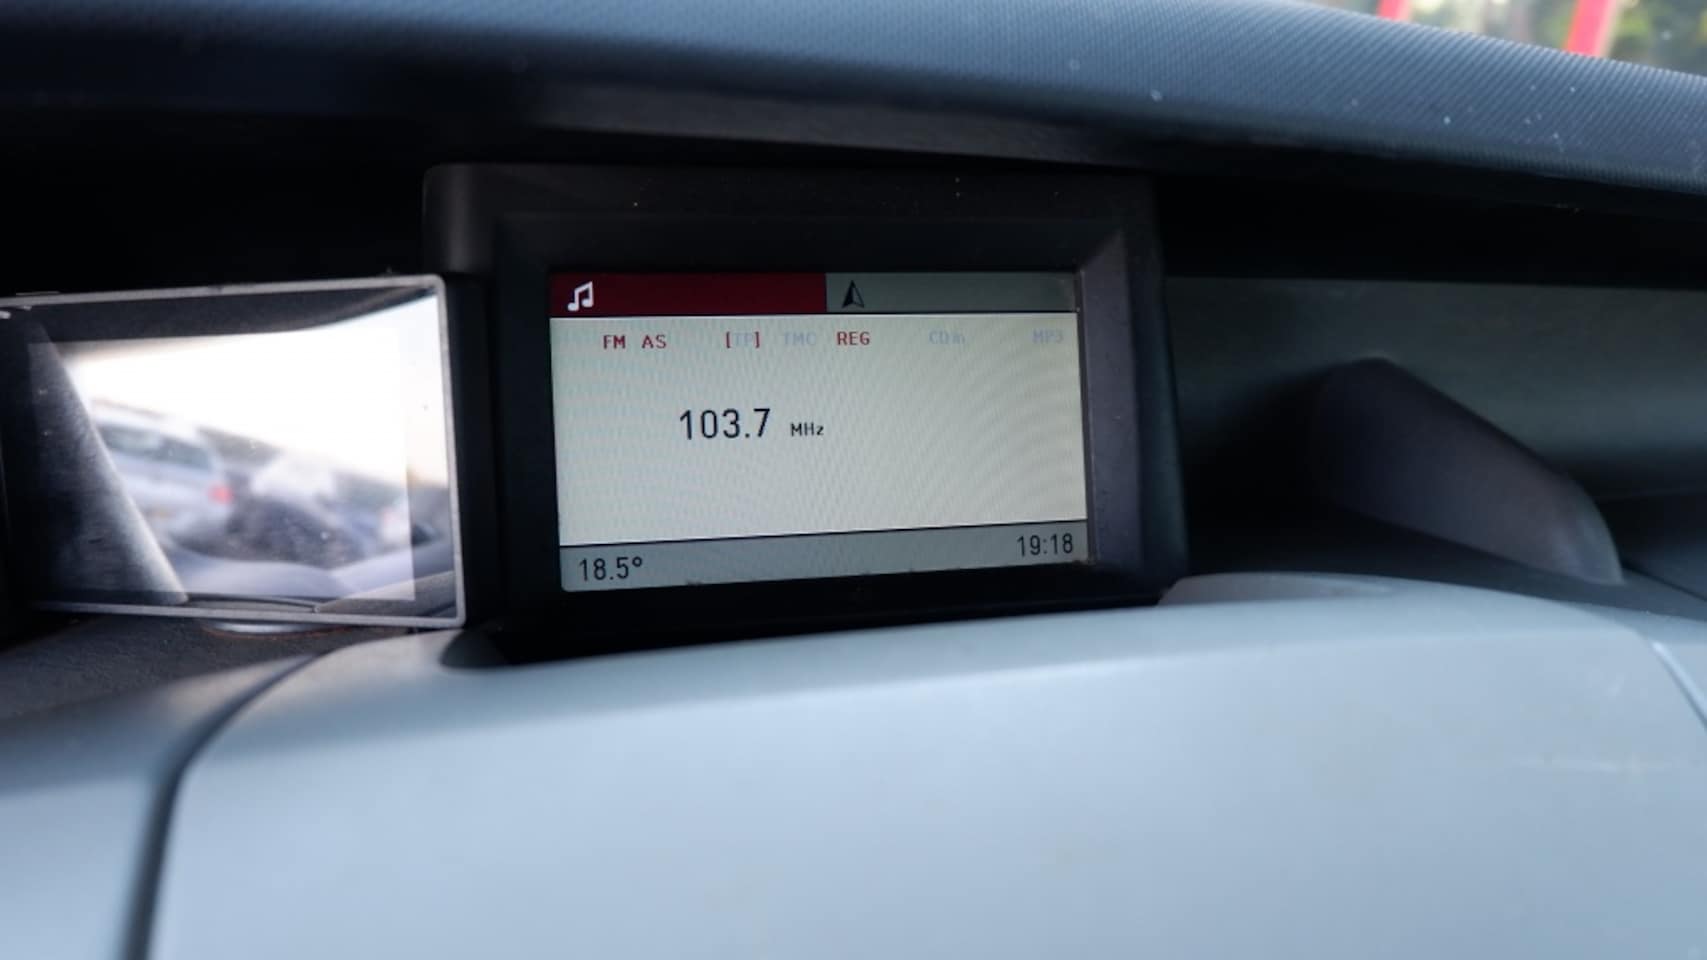 FM AS [TP] TMC REG CD in MP3
103.7 MHz
18.5° 19:18